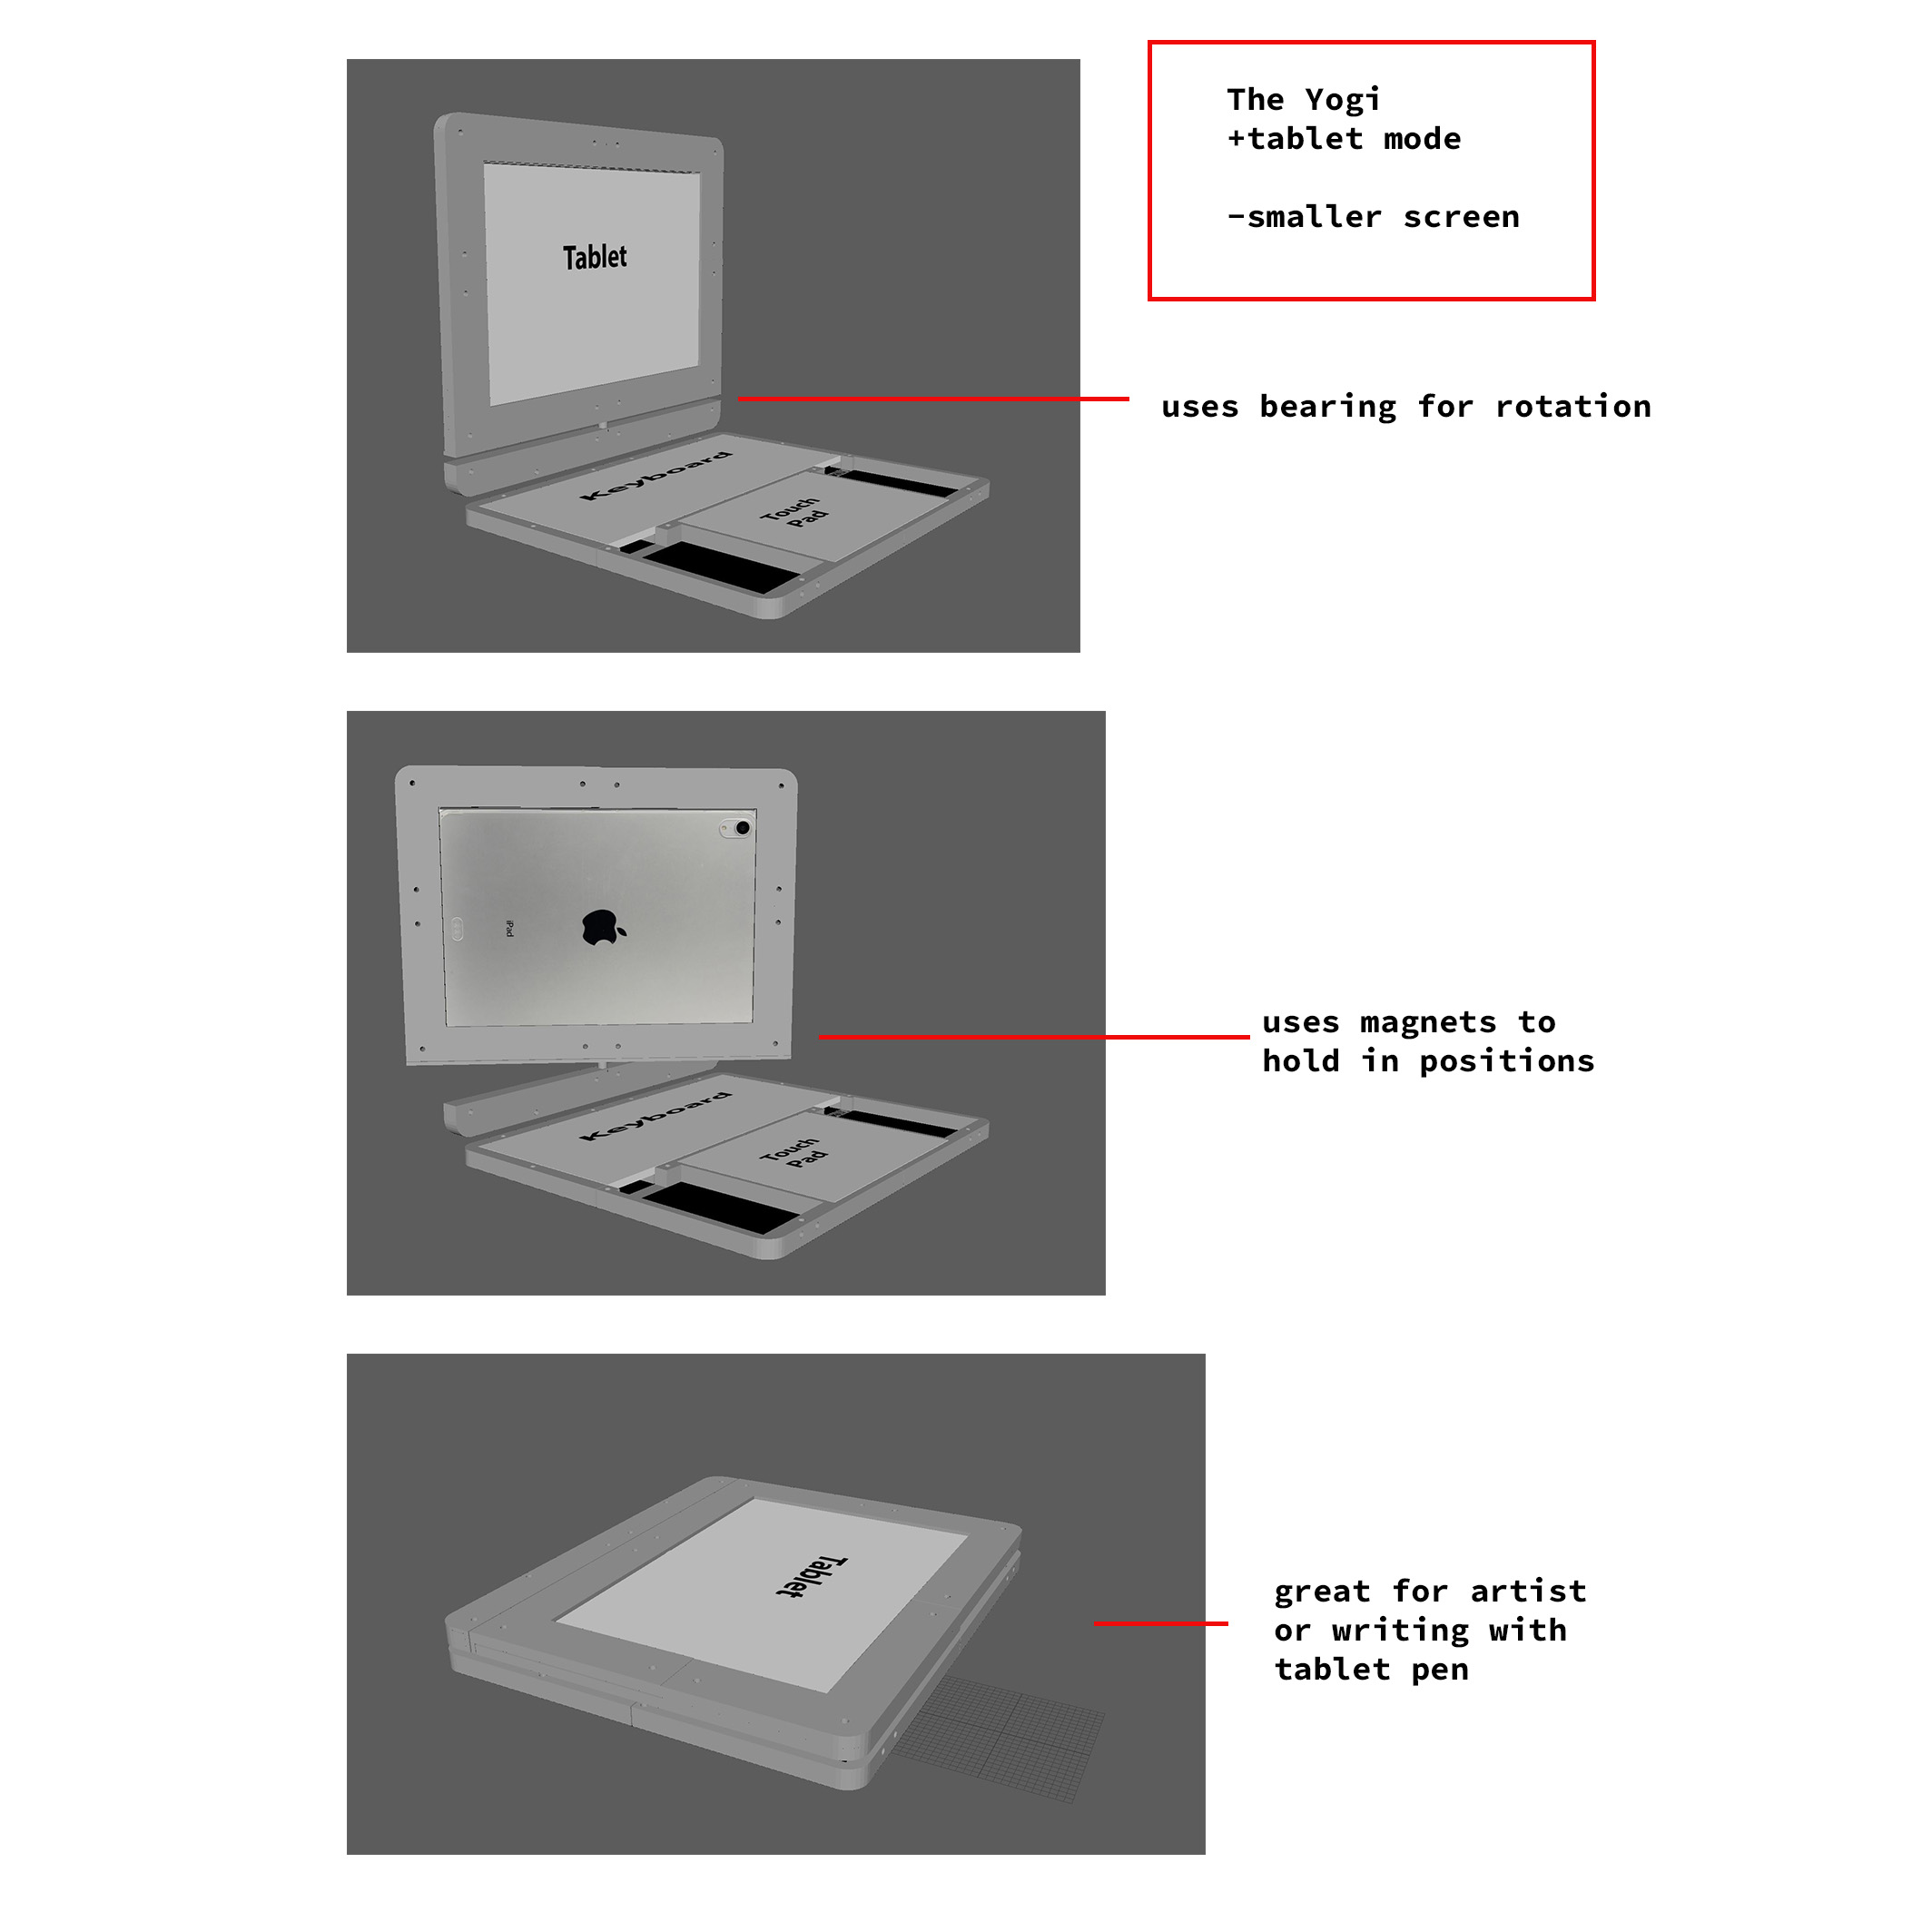 The Yogi
+tablet mode
-smaller screen
Tablet
uses bearing for rotation
Keyboard
Touch
Pad
iPad
uses magnets to
hold in positions
Keyboard
Touch
Pad
Tablet
great for artist
or writing with
tablet pen